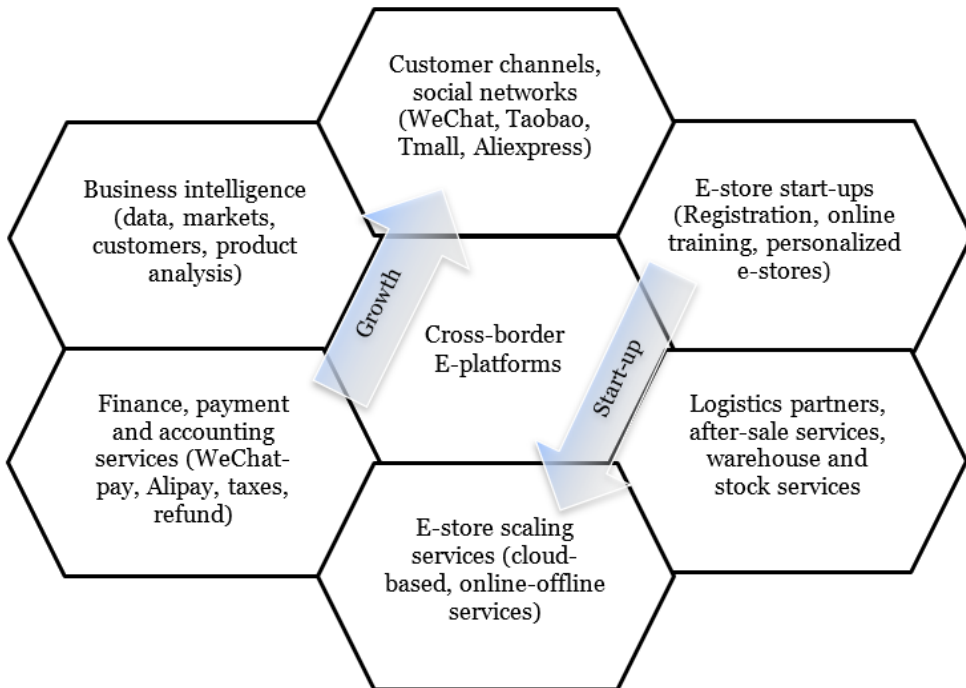 Customer channels,
social networks
(WeChat, Taobao,
Tmall, Aliexpress)
Business intelligence
(data, markets,
customers, product
analysis)
E-store start-ups
(Registration, online
training, personalized
e-stores)
Growth
Cross-border
E-platforms
Start-up
Finance, payment
and accounting
services (WeChat-
pay, Alipay, taxes,
refund)
Logistics partners,
after-sale services,
warehouse and
stock services
E-store scaling
services (cloud-
based, online-offline
services)